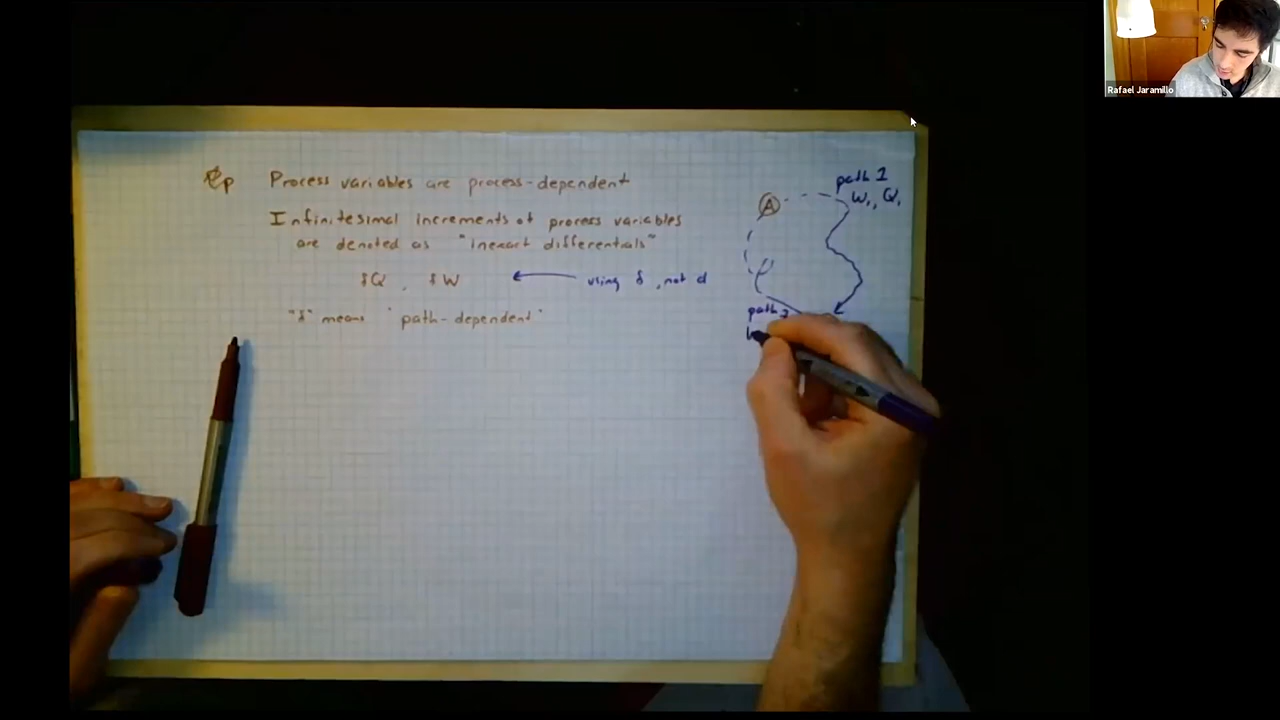 Process variables are process-dependent
Infinitesimal increments of process variables
are denoted as "inexact differentials"
δQ , δW
using δ, not d
"δ" means "path-dependent"
path 1
W₁, Q₁
A
path 2
Rafael Jaramillo